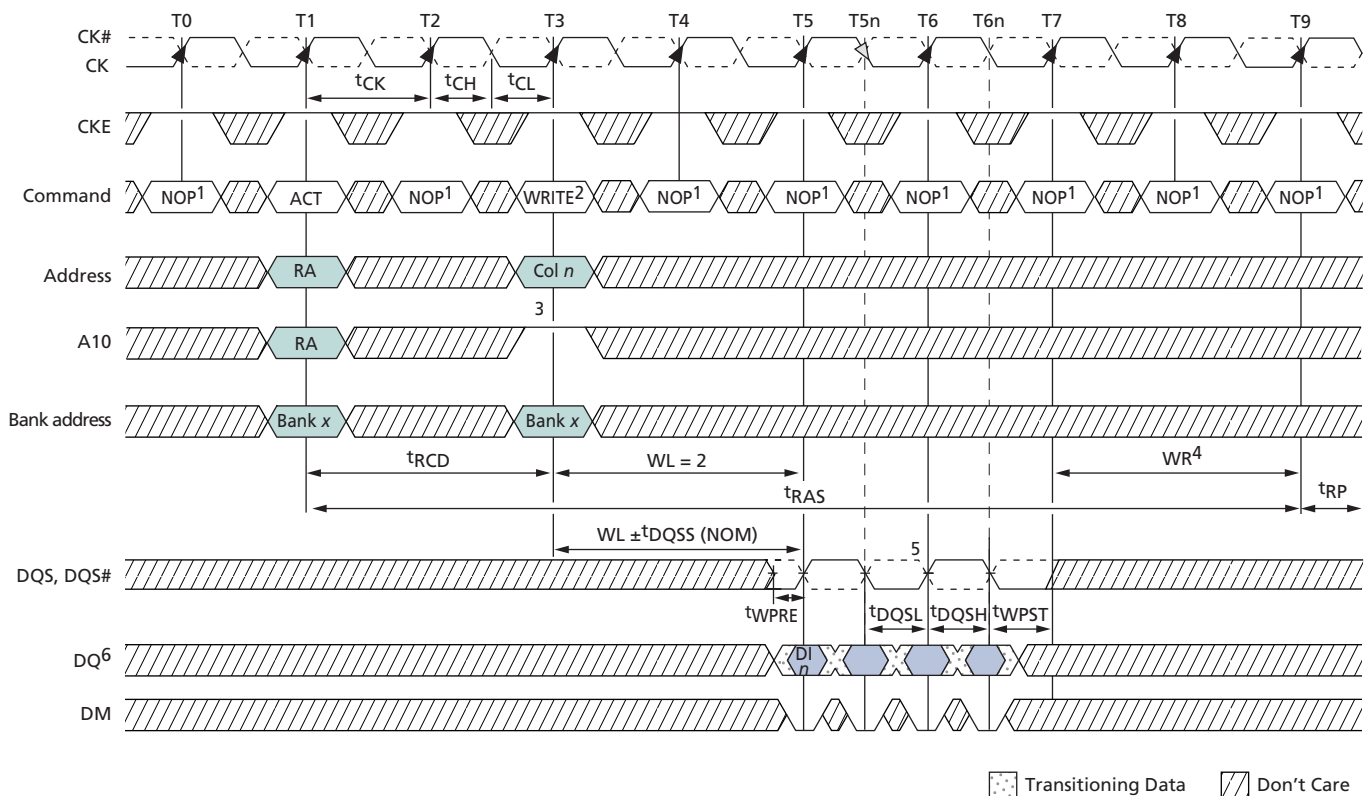 T0 T1 T2 T3 T4 T5 T5n T6 T6n T7 T8 T9
CK#
CK
tCK tCH tCL
CKE
Command NOP1 ACT NOP1 WRITE2 NOP1 NOP1 NOP1 NOP1 NOP1 NOP1
Address RA Col n
3
A10 RA
Bank address Bank x Bank x
tRCD WL = 2 WR4
tRAS tRP
WL ±tDQSS (NOM)
5
DQS, DQS#
tWPRE tDQSL tDQSH tWPST
DQ6 DI
n
DM
Transitioning Data Don't Care